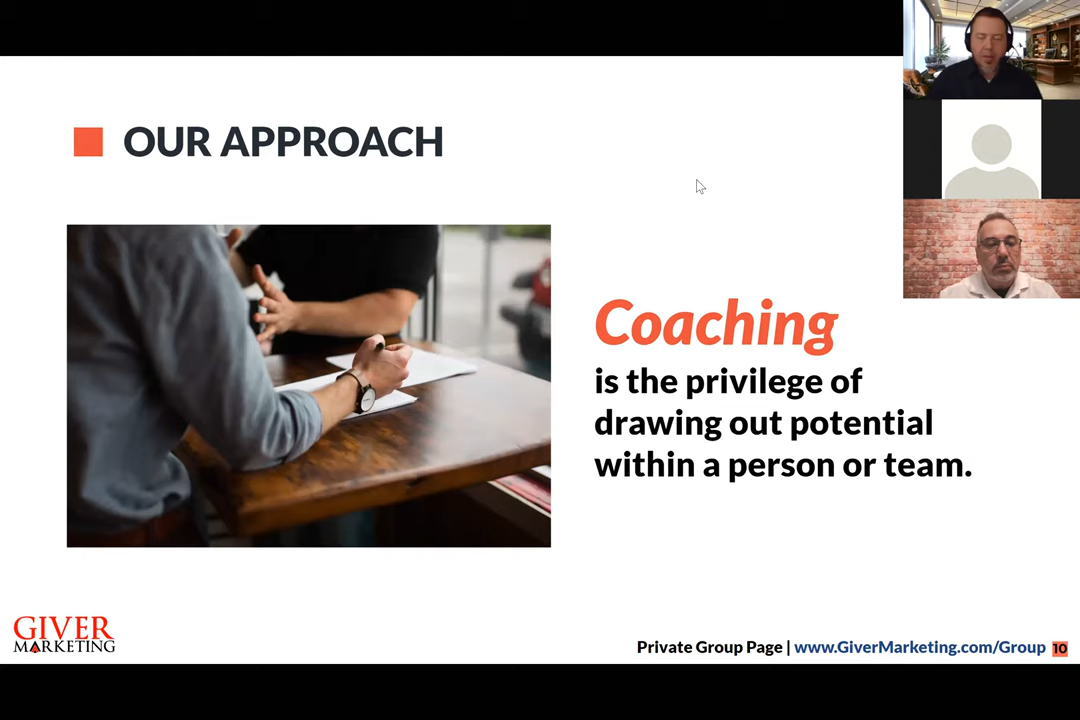 OUR APPROACH
Coaching
is the privilege of
drawing out potential
within a person or team.
GIVER
MARKETING
Private Group Page | www.GiverMarketing.com/Group 10